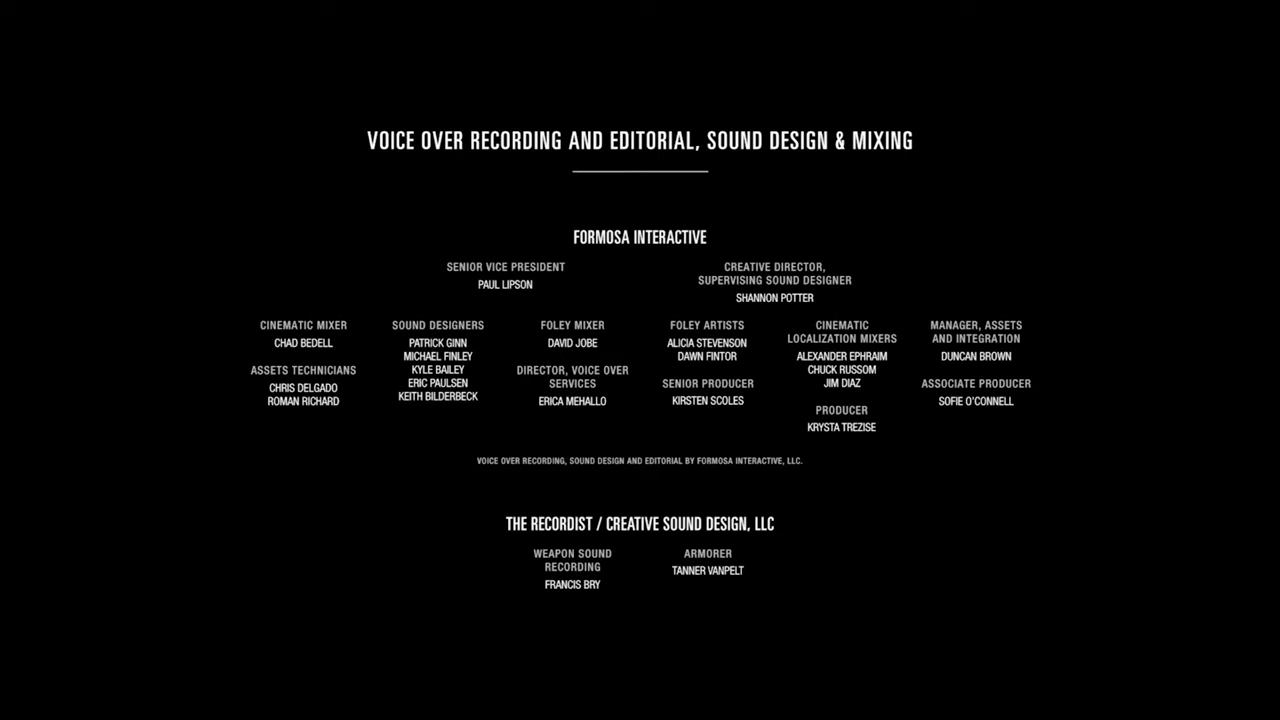 VOICE OVER RECORDING AND EDITORIAL, SOUND DESIGN & MIXING
FORMOSA INTERACTIVE
SENIOR VICE PRESIDENT
PAUL LIPSON
CREATIVE DIRECTOR,
SUPERVISING SOUND DESIGNER
SHANNON POTTER
CINEMATIC MIXER
CHAD BEDELL
ASSETS TECHNICIANS
CHRIS DELGADO
ROMAN RICHARD
SOUND DESIGNERS
PATRICK GINN
MICHAEL FINLEY
KYLE BAILEY
ERIC PAULSEN
KEITH BILDERBECK
FOLEY MIXER
DAVID JOBE
DIRECTOR, VOICE OVER
SERVICES
ERICA MEHALLO
FOLEY ARTISTS
ALICIA STEVENSON
DAWN FINTOR
SENIOR PRODUCER
KIRSTEN SCOLES
CINEMATIC
LOCALIZATION MIXERS
ALEXANDER EPHRAIM
CHUCK RUSSOM
JIM DIAZ
PRODUCER
KRYSTA TREZISE
MANAGER, ASSETS
AND INTEGRATION
DUNCAN BROWN
ASSOCIATE PRODUCER
SOFIE O'CONNELL
VOICE OVER RECORDING, SOUND DESIGN AND EDITORIAL BY FORMOSA INTERACTIVE, LLC.
THE RECORDIST / CREATIVE SOUND DESIGN, LLC
WEAPON SOUND
RECORDING
FRANCIS BRY
ARMORER
TANNER VANPELT